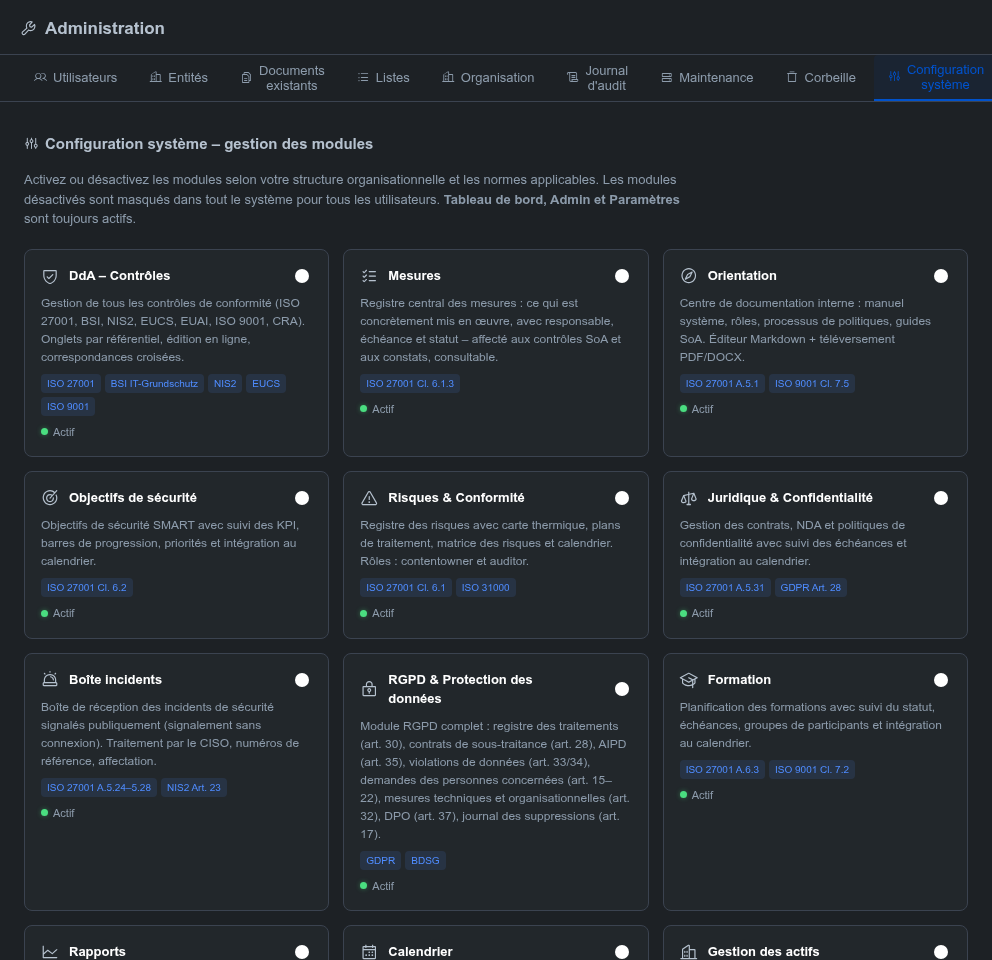 Administration
Utilisateurs
Entités
Documents
existants
Listes
Organisation
Journal
d'audit
Maintenance
Corbeille
Configuration
système
Configuration système – gestion des modules
Activez ou désactivez les modules selon votre structure organisationnelle et les normes applicables. Les modules
désactivés sont masqués dans tout le système pour tous les utilisateurs. Tableau de bord, Admin et Paramètres
sont toujours actifs.
DdA – Contrôles
Gestion de tous les contrôles de conformité (ISO
27001, BSI, NIS2, EUCS, EUAI, ISO 9001, CRA).
Onglets par référentiel, édition en ligne,
correspondances croisées.
ISO 27001 BSI IT-Grundschutz NIS2 EUCS
ISO 9001
Actif
Mesures
Registre central des mesures : ce qui est
concrètement mis en œuvre, avec responsable,
échéance et statut – affecté aux contrôles SoA et
aux constats, consultable.
ISO 27001 Cl. 6.1.3
Actif
Orientation
Centre de documentation interne : manuel
système, rôles, processus de politiques, guides
SoA. Éditeur Markdown + téléversement
PDF/DOCX.
ISO 27001 A.5.1 ISO 9001 Cl. 7.5
Actif
Objectifs de sécurité
Objectifs de sécurité SMART avec suivi des KPI,
barres de progression, priorités et intégration au
calendrier.
ISO 27001 Cl. 6.2
Actif
Risques & Conformité
Registre des risques avec carte thermique, plans
de traitement, matrice des risques et calendrier.
Rôles : contentowner et auditor.
ISO 27001 Cl. 6.1 ISO 31000
Actif
Juridique & Confidentialité
Gestion des contrats, NDA et politiques de
confidentialité avec suivi des échéances et
intégration au calendrier.
ISO 27001 A.5.31 GDPR Art. 28
Actif
Boîte incidents
Boîte de réception des incidents de sécurité
signalés publiquement (signalement sans
connexion). Traitement par le CISO, numéros de
référence, affectation.
ISO 27001 A.5.24–5.28 NIS2 Art. 23
Actif
RGPD & Protection des
données
Module RGPD complet : registre des traitements
(art. 30), contrats de sous-traitance (art. 28), AIPD
(art. 35), violations de données (art. 33/34),
demandes des personnes concernées (art. 15–
22), mesures techniques et organisationnelles (art.
32), DPO (art. 37), journal des suppressions (art.
17).
GDPR BDSG
Actif
Formation
Planification des formations avec suivi du statut,
échéances, groupes de participants et intégration
au calendrier.
ISO 27001 A.6.3 ISO 9001 Cl. 7.2
Actif
Rapports
Calendrier
Gestion des actifs